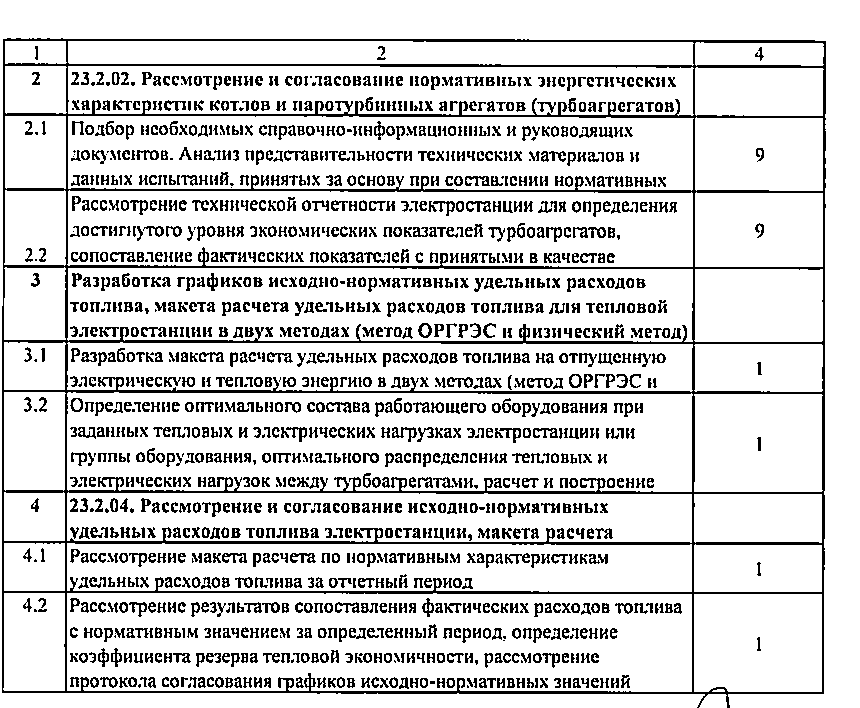 1 2 4
2 23.2.02. Рассмотрение и согласование нормативных энергетических
характеристик котлов и паротурбинных агрегатов (турбоагрегатов)
2.1 Подбор необходимых справочно-информационных и руководящих
документов. Анализ представительности технических материалов и 9
данных испытаний, принятых за основу при составлении нормативных
Рассмотрение технической отчетности электростанции для определения
достигнутого уровня экономических показателей турбоагрегатов, 9
2.2 сопоставление фактических показателей с принятыми в качестве
3 Разработка графиков исходно-нормативных удельных расходов
топлива, макета расчета удельных расходов топлива для тепловой
электростанции в двух методах (метод ОРГРЭС и физический метод)
3.1 Разработка макета расчета удельных расходов топлива на отпущенную
электрическую и тепловую энергию в двух методах (метод ОРГРЭС и 1
3.2 Определение оптимального состава работающего оборудования при
заданных тепловых и электрических нагрузках электростанции или
группы оборудования, оптимального распределения тепловых и 1
электрических нагрузок между турбоагрегатами, расчет и построение
4 23.2.04. Рассмотрение и согласование исходно-нормативных
удельных расходов топлива электростанции, макета расчета
4.1 Рассмотрение макета расчета по нормативным характеристикам
удельных расходов топлива за отчетный период 1
4.2 Рассмотрение результатов сопоставления фактических расходов топлива
с нормативным значением за определенный период, определение
коэффициента резерва тепловой экономичности, рассмотрение 1
протокола согласования графиков исходно-нормативных значений